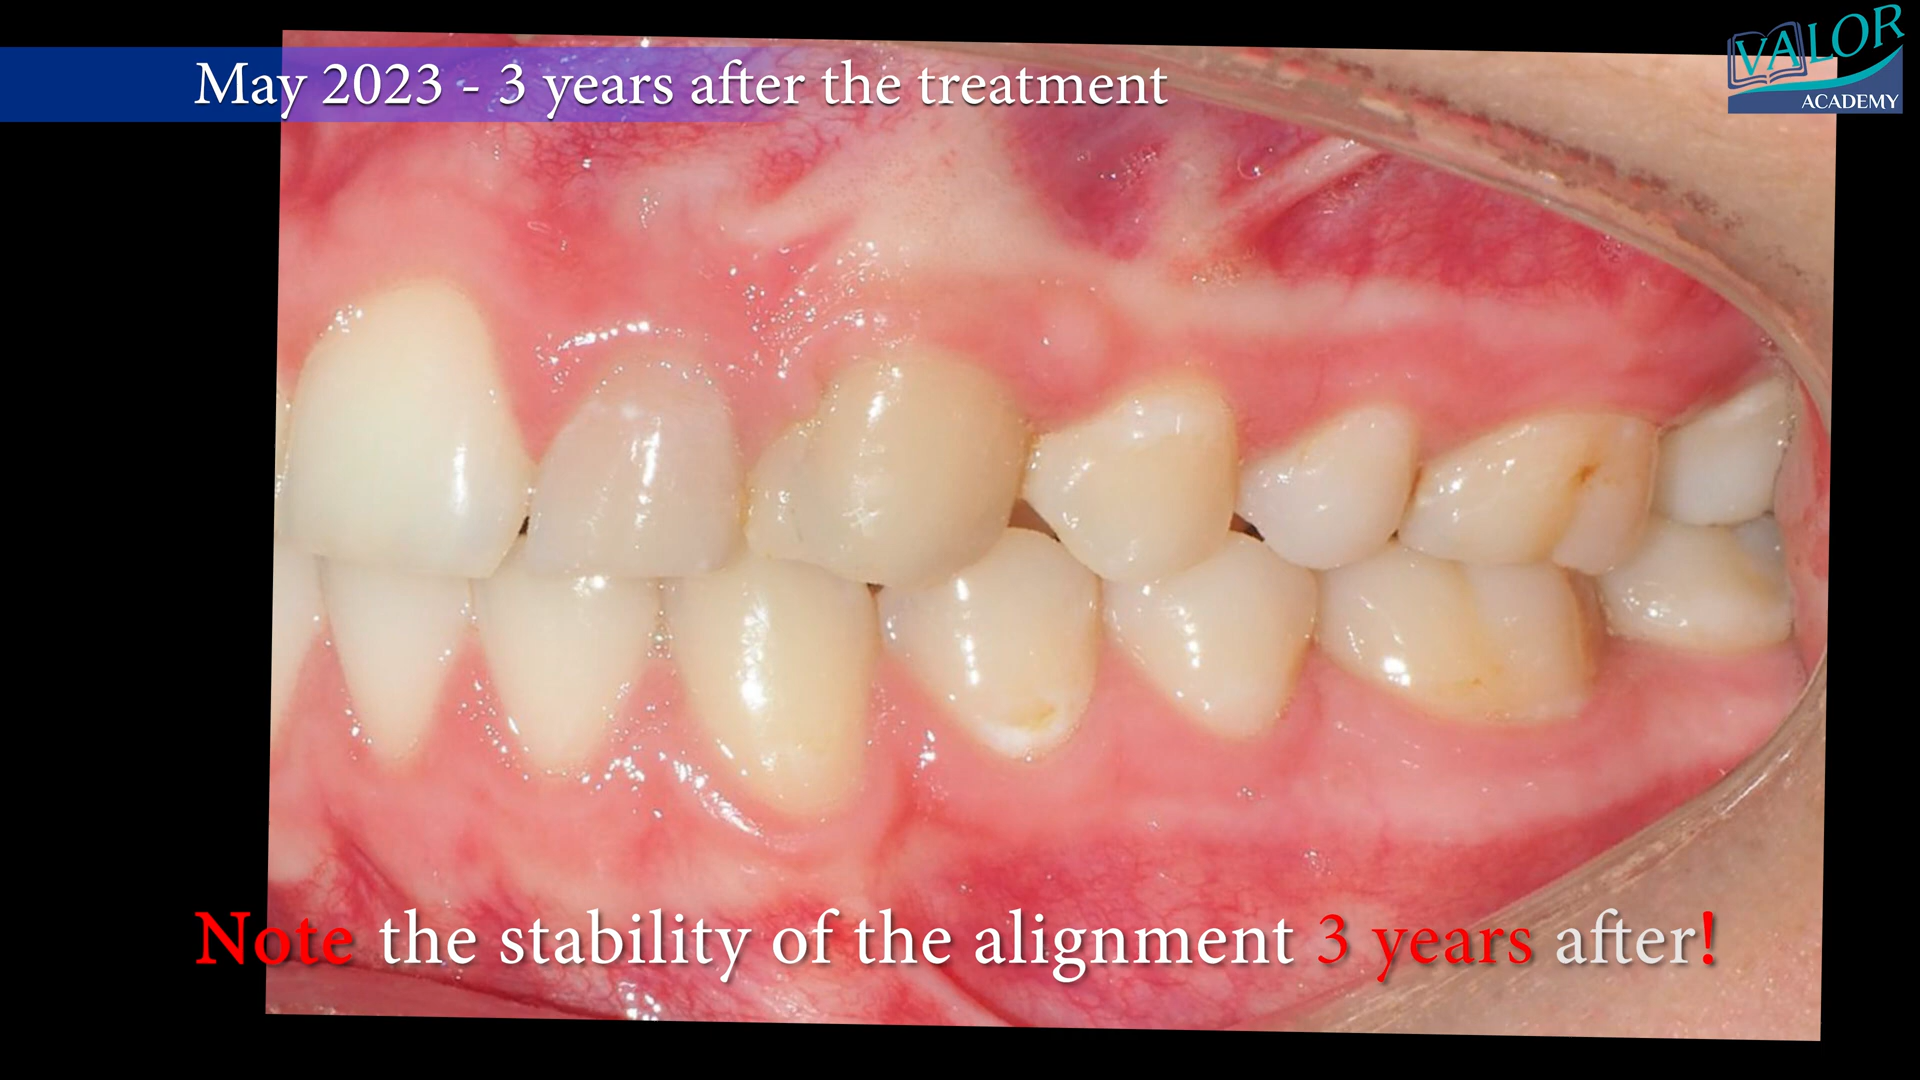 May 2023 - 3 years after the treatment
VALOR
ACADEMY
Note the stability of the alignment 3 years after!